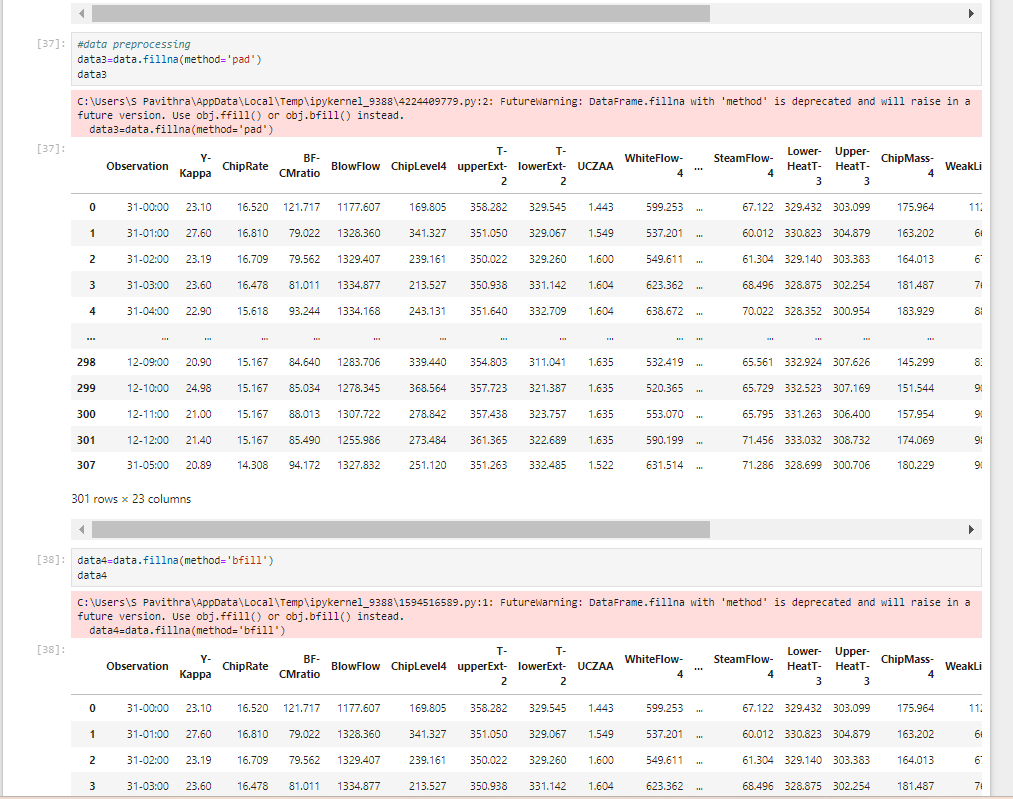 [37]: #data preprocessing
data3=data.fillna(method='pad')
data3
C:\Users\S Pavithra\AppData\Local\Temp\ipykernel_9388\4224409779.py:2: FutureWarning: DataFrame.fillna with 'method' is deprecated and will raise in a
future version. Use obj.ffill() or obj.bfill() instead.
data3=data.fillna(method='pad')
[37]:
Observation Y-Kappa ChipRate BF-CMratio BlowFlow ChipLevel4 T-upperExt-2 T-lowerExt-2 UCZAA WhiteFlow-4 ... SteamFlow-4 Lower-HeatT-3 Upper-HeatT-3 ChipMass-4 WeakLi
0 31-00:00 23.10 16.520 121.717 1177.607 169.805 358.282 329.545 1.443 599.253 ... 67.122 329.432 303.099 175.964 112
1 31-01:00 27.60 16.810 79.022 1328.360 341.327 351.050 329.067 1.549 537.201 ... 60.012 330.823 304.879 163.202
2 31-02:00 23.19 16.709 79.562 1329.407 239.161 350.022 329.260 1.600 549.611 ... 61.304 329.140 303.383 164.013
3 31-03:00 23.60 16.478 81.011 1334.877 213.527 350.938 331.142 1.604 623.362 ... 68.496 328.875 302.254 181.487
4 31-04:00 22.90 15.618 93.244 1334.168 243.131 351.640 332.709 1.604 638.672 ... 70.022 328.352 300.954 183.929
... ... ... ... ... ... ... ... ... ... ... ... ... ... ... ...
298 12-09:00 20.90 15.167 84.640 1283.706 339.440 354.803 311.041 1.635 532.419 ... 65.561 332.924 307.626 145.299
299 12-10:00 24.98 15.167 85.034 1278.345 368.564 357.723 321.387 1.635 520.365 ... 65.729 332.523 307.169 151.544
300 12-11:00 21.00 15.167 88.013 1307.722 278.842 357.438 323.757 1.635 553.070 ... 65.795 331.263 306.400 157.954
301 12-12:00 21.40 15.167 85.490 1255.986 273.484 361.365 322.689 1.635 590.199 ... 71.456 333.032 308.732 174.069
307 31-05:00 20.89 14.308 94.172 1327.832 251.120 351.263 332.485 1.522 631.514 ... 71.286 328.699 300.706 180.229
301 rows × 23 columns
[38]: data4=data.fillna(method='bfill')
data4
C:\Users\S Pavithra\AppData\Local\Temp\ipykernel_9388\1594516589.py:1: FutureWarning: DataFrame.fillna with 'method' is deprecated and will raise in a
future version. Use obj.ffill() or obj.bfill() instead.
data4=data.fillna(method='bfill')
[38]:
Observation Y-Kappa ChipRate BF-CMratio BlowFlow ChipLevel4 T-upperExt-2 T-lowerExt-2 UCZAA WhiteFlow-4 ... SteamFlow-4 Lower-HeatT-3 Upper-HeatT-3 ChipMass-4 WeakLi
0 31-00:00 23.10 16.520 121.717 1177.607 169.805 358.282 329.545 1.443 599.253 ... 67.122 329.432 303.099 175.964 112
1 31-01:00 27.60 16.810 79.022 1328.360 341.327 351.050 329.067 1.549 537.201 ... 60.012 330.823 304.879 163.202
2 31-02:00 23.19 16.709 79.562 1329.407 239.161 350.022 329.260 1.600 549.611 ... 61.304 329.140 303.383 164.013
3 31-03:00 23.60 16.478 81.011 1334.877 213.527 350.938 331.142 1.604 623.362 ... 68.496 328.875 302.254 181.487